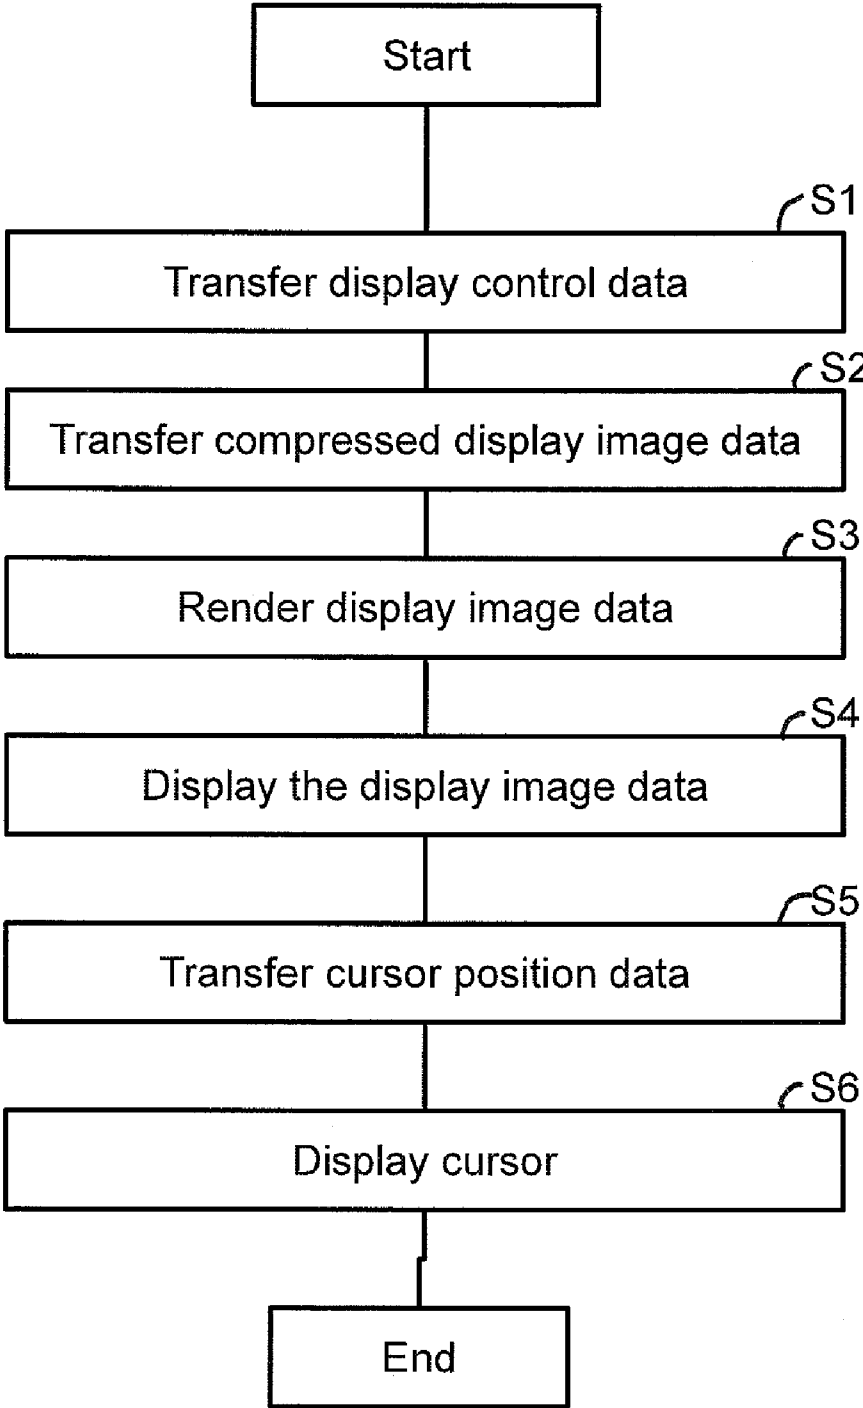 Start
S1
Transfer display control data
S2
Transfer compressed display image data
S3
Render display image data
S4
Display the display image data
S5
Transfer cursor position data
S6
Display cursor
End